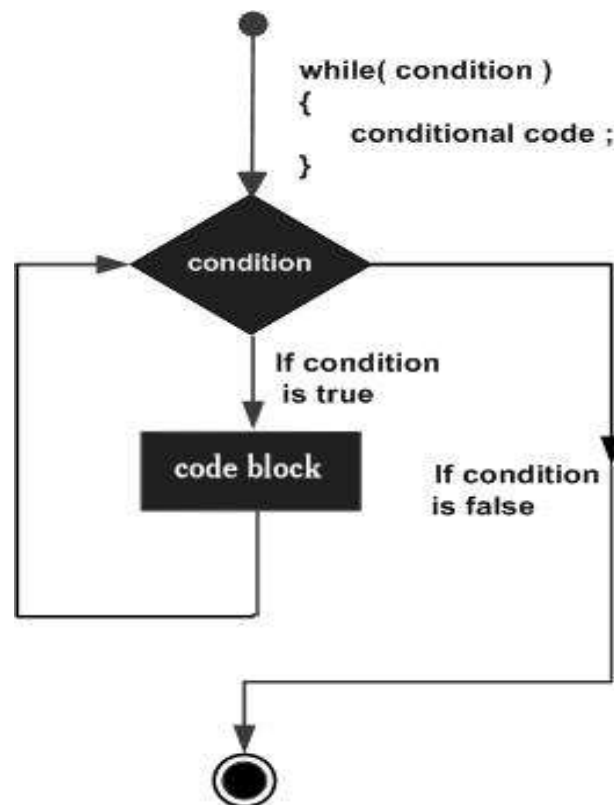 while( condition )
{
conditional code ;
}
condition
If condition
is true
code block
If condition
is false